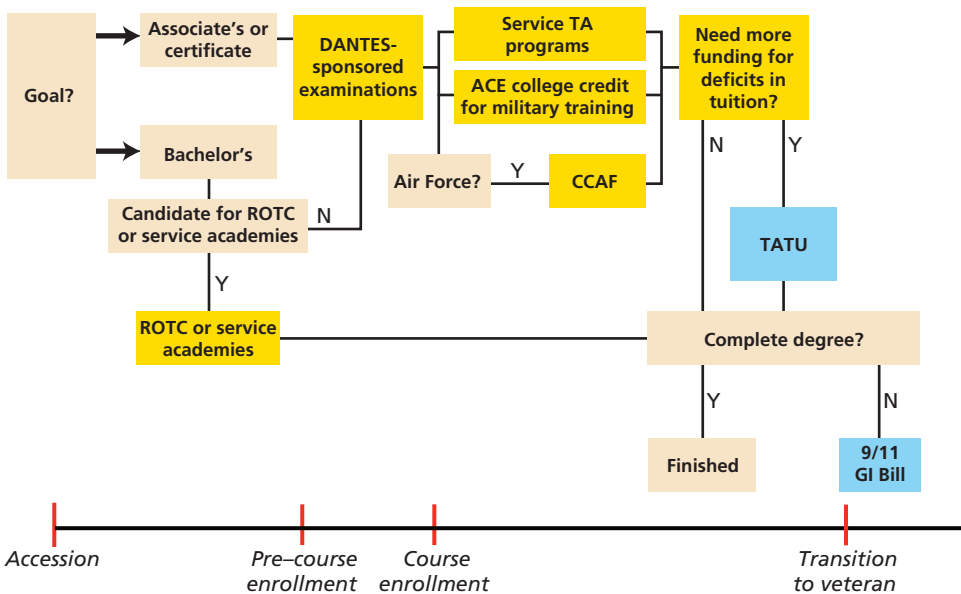 Goal?
Associate's or
certificate
Bachelor's
Candidate for ROTC
or service academies
N
Y
ROTC or service
academies
DANTES-
sponsored
examinations
Service TA
programs
ACE college credit
for military training
Air Force?
Y
CCAF
Need more
funding for
deficits in
tuition?
N
Y
TATU
Complete degree?
Y
N
Finished
9/11
GI Bill
Accession
Pre–course
enrollment
Course
enrollment
Transition
to veteran